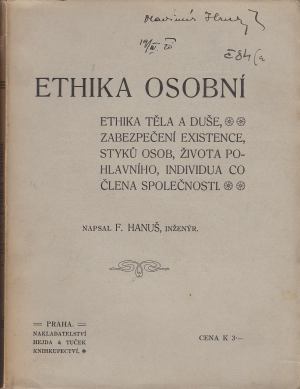 ETHIKA OSOBNÍ
ETHIKA TĚLA A DUŠE,
ZABEZPEČENÍ EXISTENCE,
STYKŮ OSOB, ŽIVOTA PO-
HLAVNÍHO, INDIVIDUA CO
ČLENA SPOLEČNOSTI.
NAPSAL F. HANUŠ, INŽENÝR.
PRAHA.
NAKLADATELSTVÍ
HEJDA & TUČEK
KNIHKUPECTVÍ.
CENA K 3·—